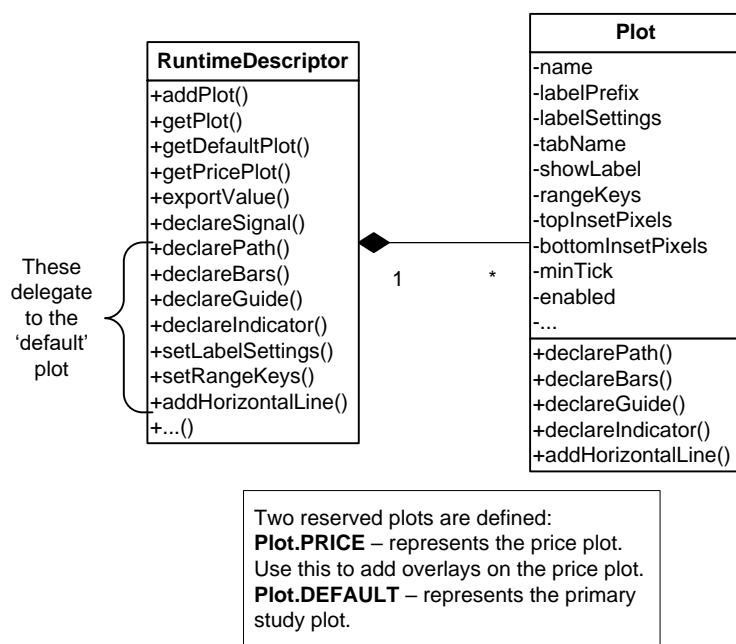 RuntimeDescriptor
+addPlot()
+getPlot()
+getDefaultPlot()
+getPricePlot()
+exportValue()
+declareSignal()
+declarePath()
+declareBars()
+declareGuide()
+declareIndicator()
+setLabelSettings()
+setRangeKeys()
+addHorizontalLine()
+...()
These
delegate
to the
‘default’
plot
1
*
Plot
-name
-labelPrefix
-labelSettings
-tabName
-showLabel
-rangeKeys
-topInsetPixels
-bottomInsetPixels
-minTick
-enabled
-...
+declarePath()
+declareBars()
+declareGuide()
+declareIndicator()
+addHorizontalLine()
Two reserved plots are defined:
Plot.PRICE – represents the price plot.
Use this to add overlays on the price plot.
Plot.DEFAULT – represents the primary
study plot.